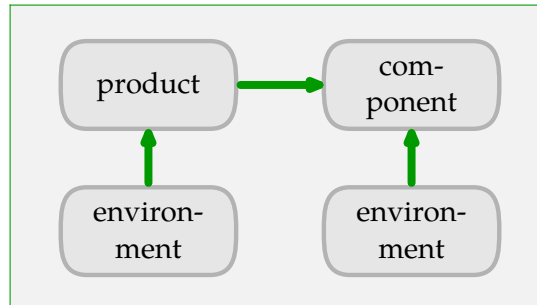 product
com-
ponent
environ-
ment
environ-
ment